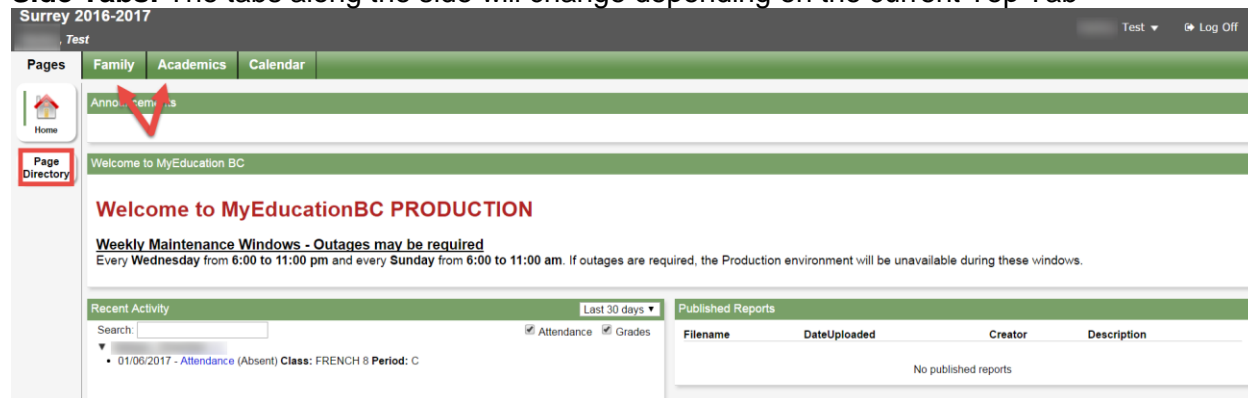 Side Tabs: The tabs along the side will change depending on the current Top Tab
Surrey 2016-2017
, Test
Test ▼ Log Off
Pages Family Academics Calendar
Home
Page
Directory
Announcements
Welcome to MyEducation BC
Welcome to MyEducationBC PRODUCTION
Weekly Maintenance Windows - Outages may be required
Every Wednesday from 6:00 to 11:00 pm and every Sunday from 6:00 to 11:00 am. If outages are required, the Production environment will be unavailable during these windows.
Recent Activity Last 30 days ▼
Search: Attendance Grades
• 01/06/2017 - Attendance (Absent) Class: FRENCH 8 Period: C
Published Reports
Filename DateUploaded Creator Description
No published reports